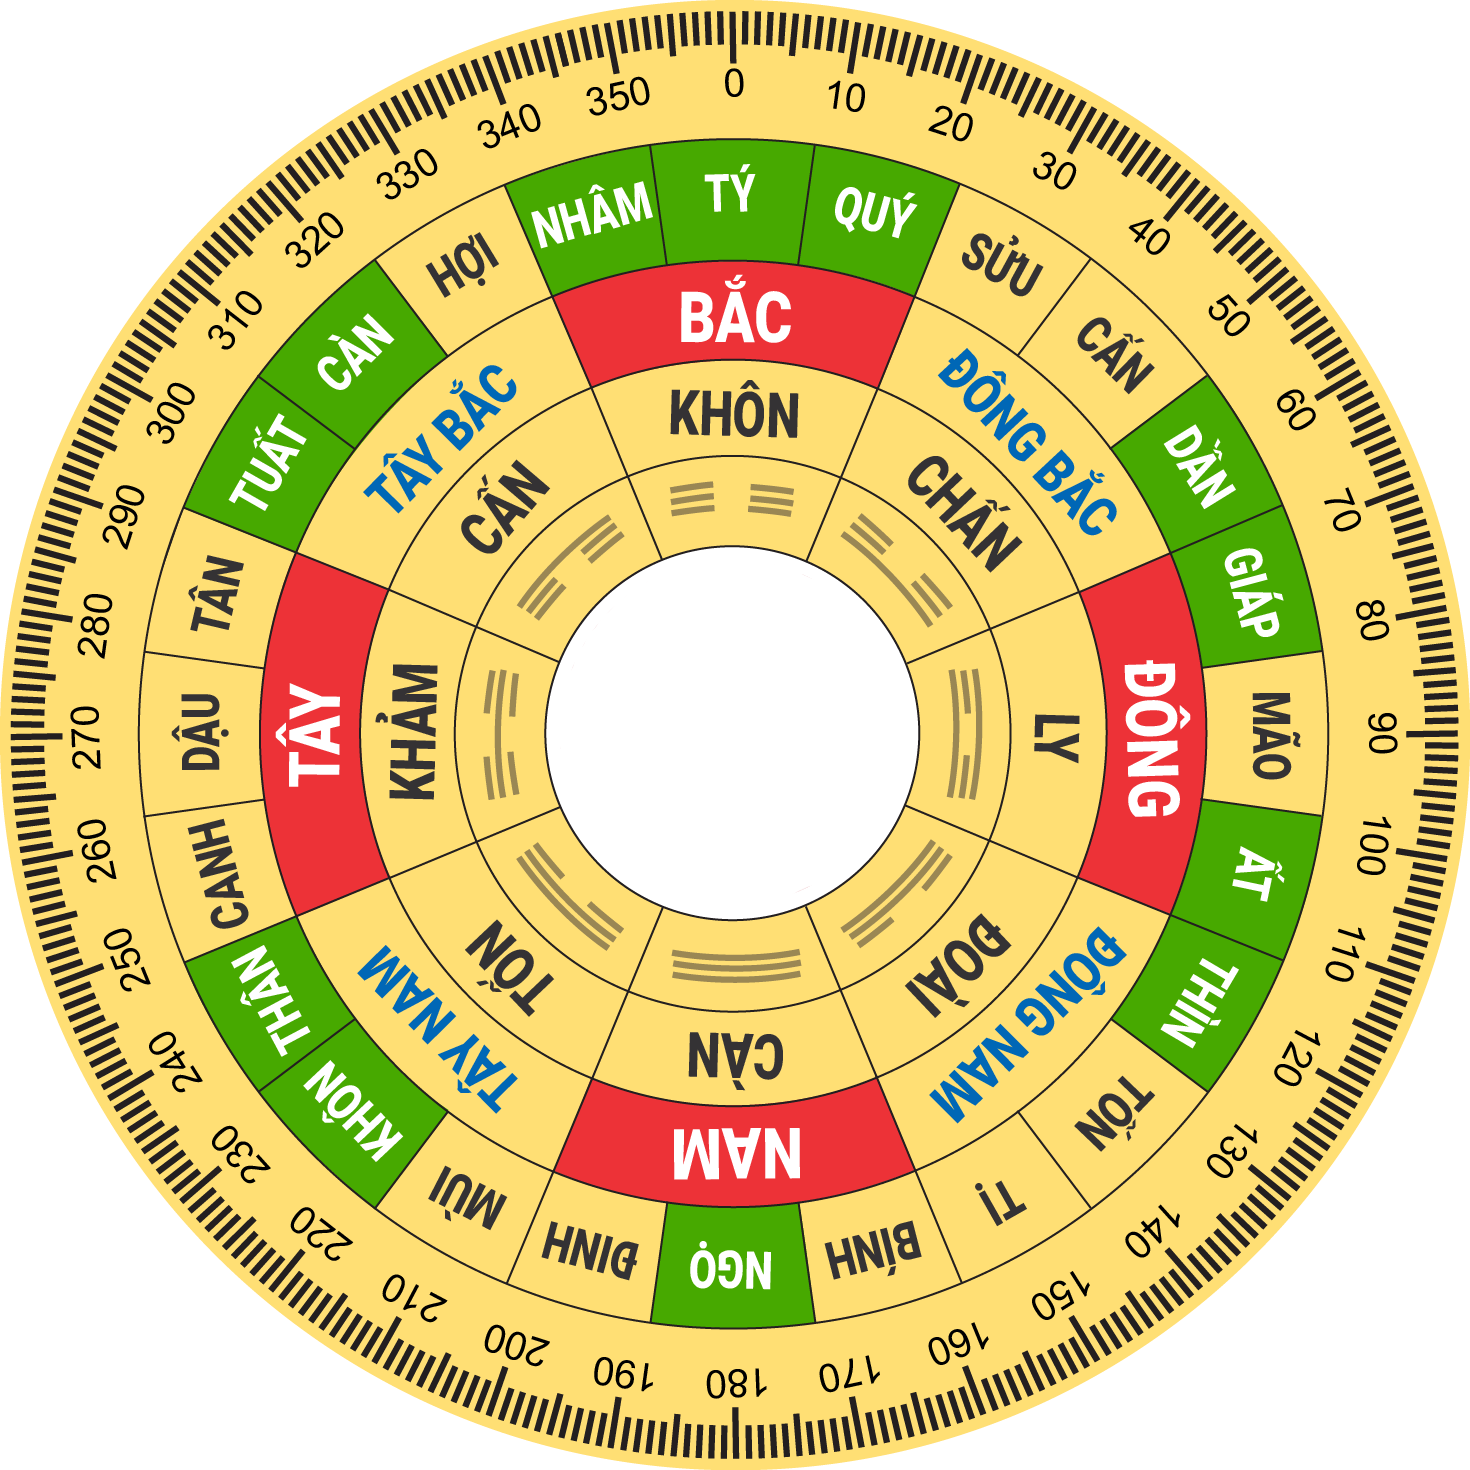 0
10
20
30
40
50
60
70
80
90
100
110
120
130
140
150
160
170
180
190
200
210
220
230
240
250
260
270
280
290
300
310
320
330
340
350
NHÂM
TÝ
QUÝ
SỬU
CẤN
DẦN
GIÁP
MÃO
ẤT
THÌN
TỐN
TỊ
BÍNH
NGỌ
ĐINH
MÙI
KHÔN
THÂN
CANH
DẬU
TÂN
TUẤT
CÀN
HỢI
BẮC
ĐÔNG BẮC
ĐÔNG
ĐÔNG NAM
NAM
TÂY NAM
TÂY
TÂY BẮC
KHÔN
CHẤN
LY
ĐOÀI
CÀN
TỐN
KHẢM
CẤN